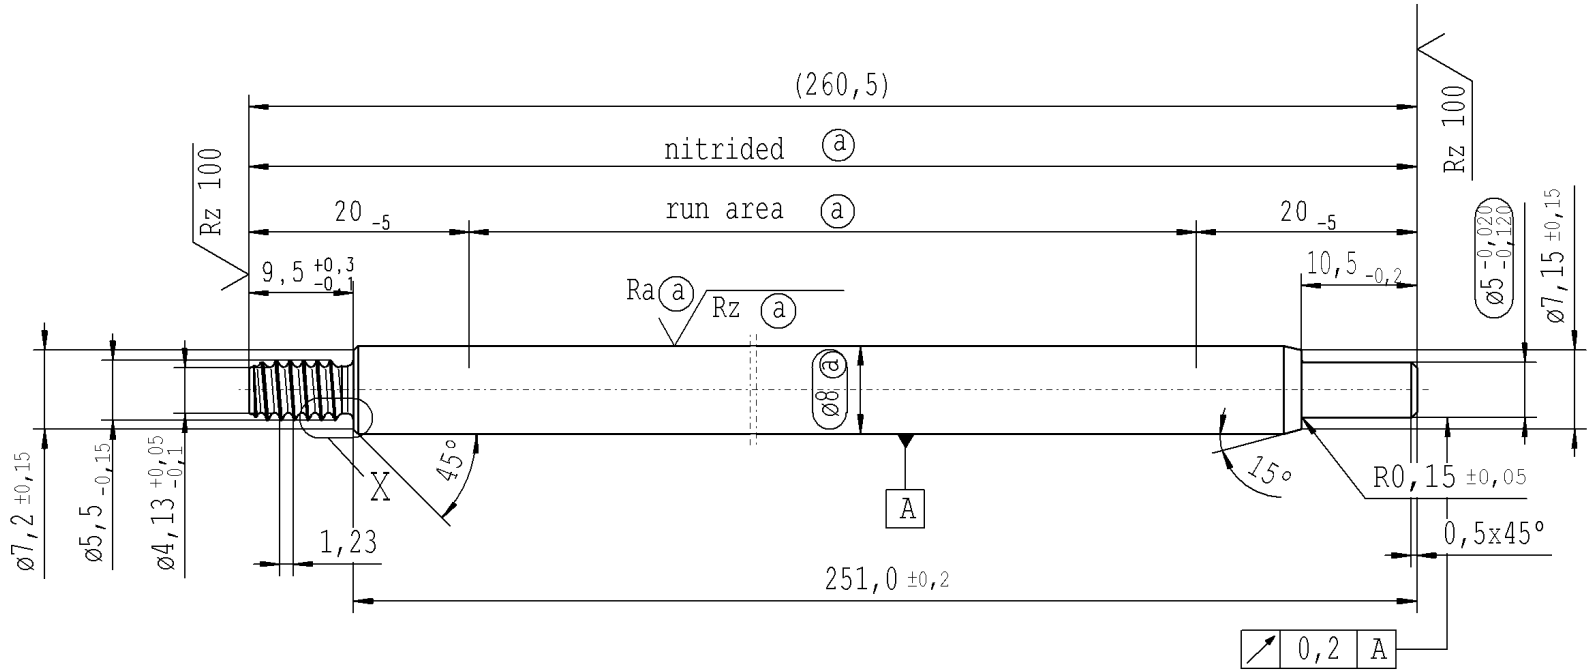 (260,5)
nitrided a
Rz 100
Rz 100
20 -5
run area a
20 -5
9,5 +0,3 -0,1
10,5 -0,2
ø5 -0,020 -0,120
ø7,15 ±0,15
Ra a
Rz a
ø8 a
ø7,2 ±0,15
ø5,5 -0,15
ø4,13 +0,05 -0,1
X
45°
15°
A
R0,15 ±0,05
1,23
0,5x45°
251,0 ±0,2
0,2 A